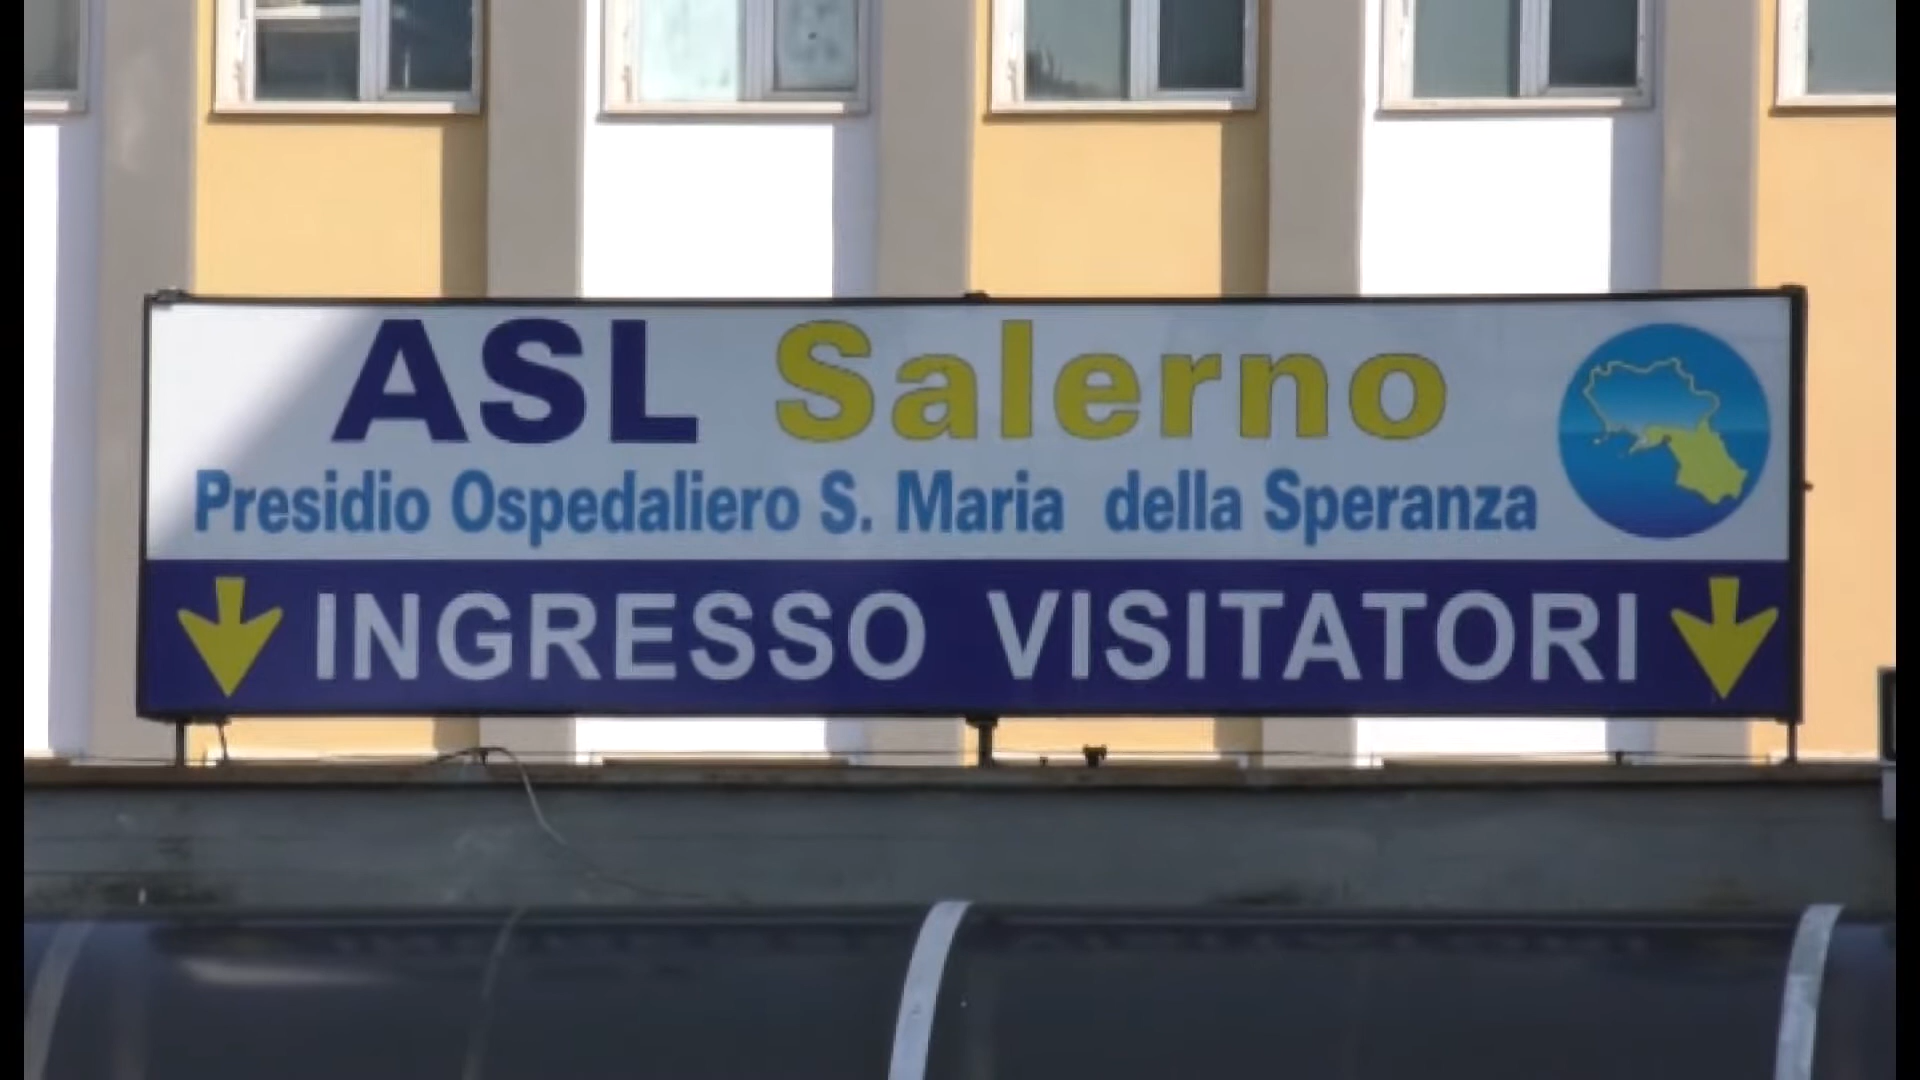 ASL Salerno
Presidio Ospedaliero S. Maria della Speranza
INGRESSO VISITATORI